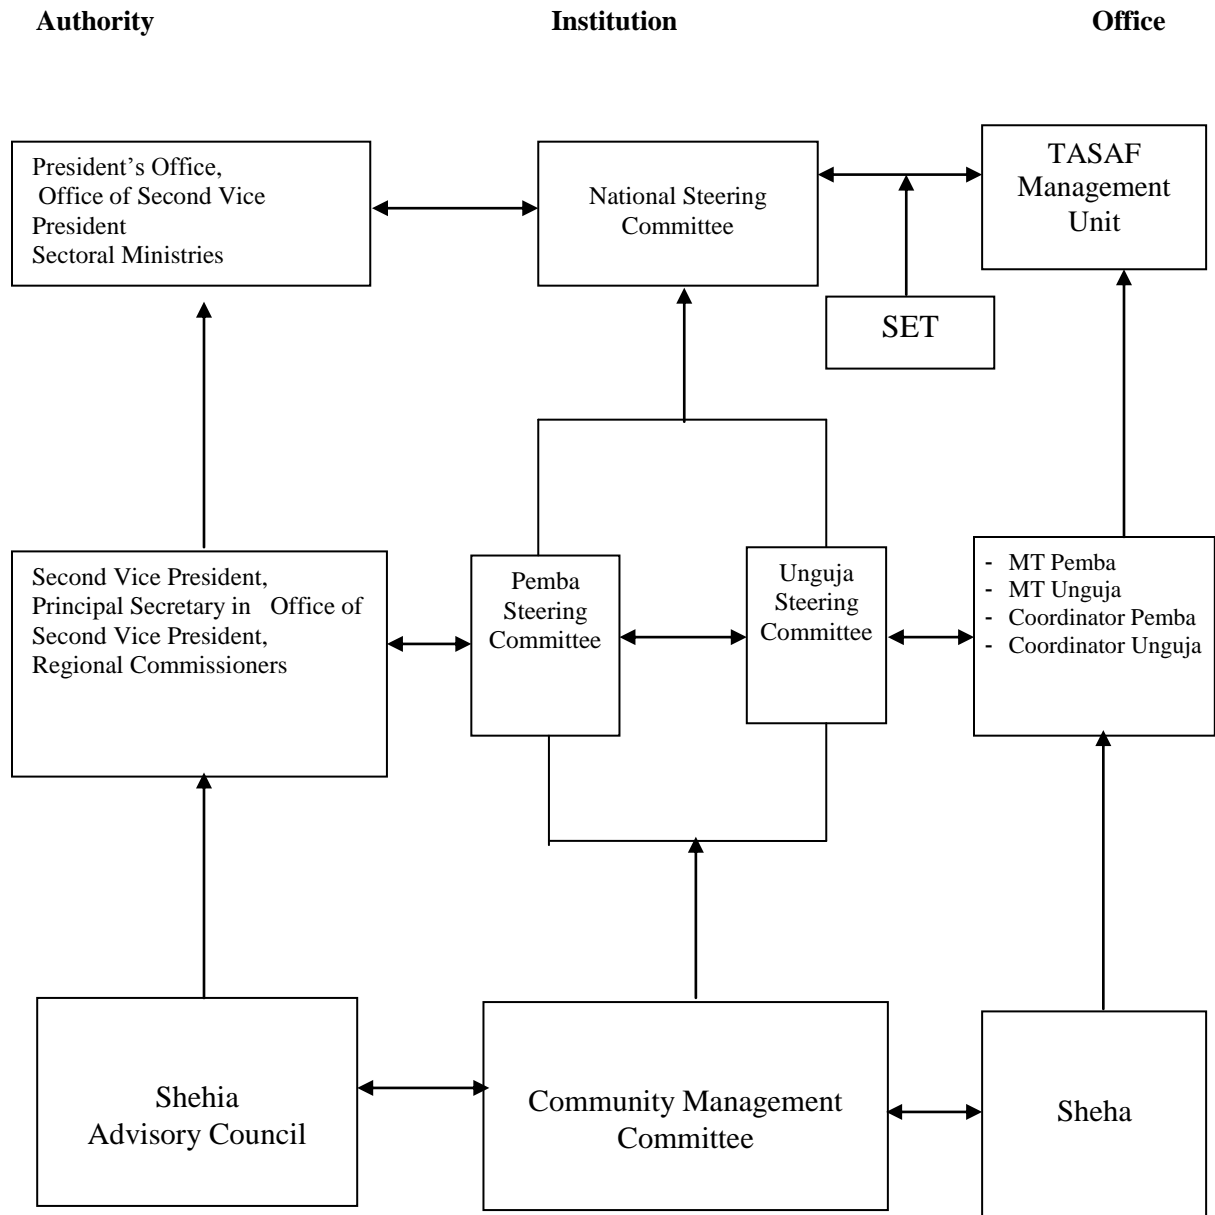 Authority
Institution
Office
President's Office,
Office of Second Vice
President
Sectoral Ministries
National Steering
Committee
TASAF
Management
Unit
SET
Second Vice President,
Principal Secretary in Office of
Second Vice President,
Regional Commissioners
Pemba
Steering
Committee
Unguja
Steering
Committee
- MT Pemba
- MT Unguja
- Coordinator Pemba
- Coordinator Unguja
Shehia
Advisory Council
Community Management
Committee
Sheha